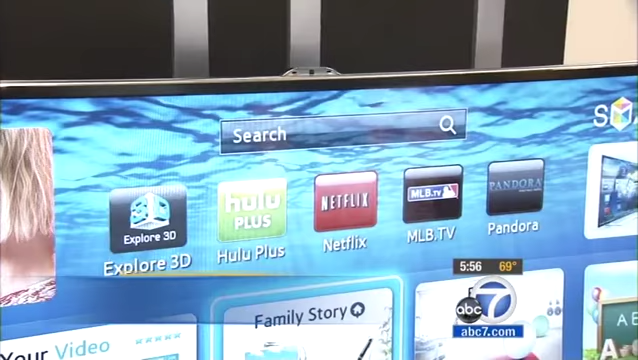 Search
SMA
Explore 3D
hulu
PLUS
NETFLIX
MLB.TV
PANDORA
Explore 3D
Hulu Plus
Netflix
MLB.TV
Pandora
5:56 69°
abc 7
abc7.com
Family Story
Your Video
A B
A